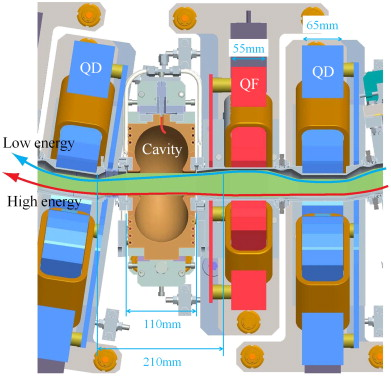 65mm
55mm
QD
QF
QD
Low energy
Cavity
High energy
110mm
210mm